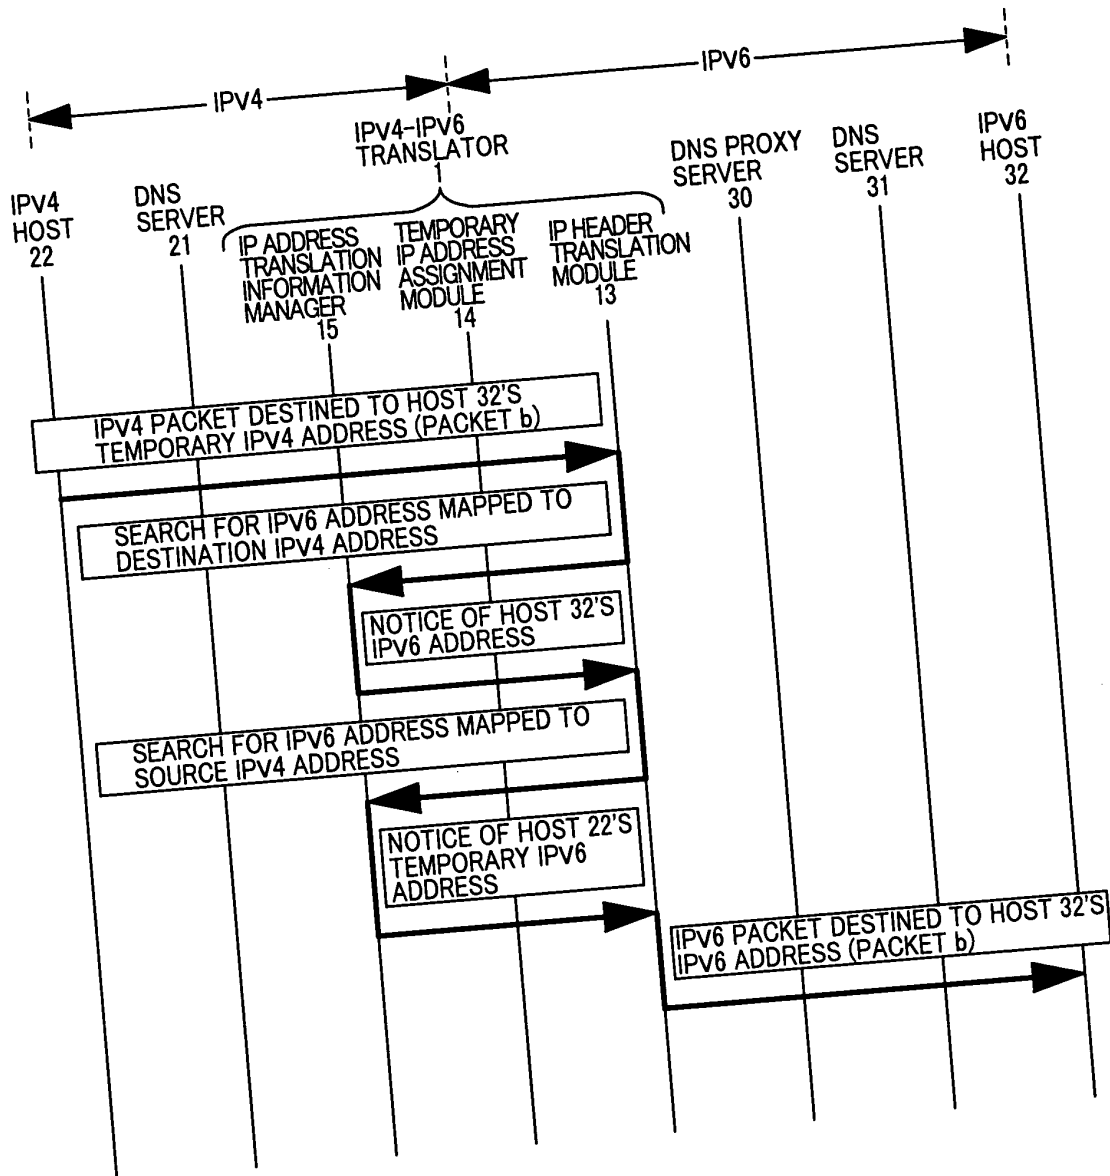 IPV4
IPV6
IPV4
HOST
22
DNS
SERVER
21
IPV4-IPV6
TRANSLATOR
1
IP ADDRESS
TRANSLATION
INFORMATION
MANAGER
15
TEMPORARY
IP ADDRESS
ASSIGNMENT
MODULE
14
IP HEADER
TRANSLATION
MODULE
13
DNS PROXY
SERVER
30
DNS
SERVER
31
IPV6
HOST
32
IPV4 PACKET DESTINED TO HOST 32'S
TEMPORARY IPV4 ADDRESS (PACKET b)
SEARCH FOR IPV6 ADDRESS MAPPED TO
DESTINATION IPV4 ADDRESS
NOTICE OF HOST 32'S
IPV6 ADDRESS
SEARCH FOR IPV6 ADDRESS MAPPED TO
SOURCE IPV4 ADDRESS
NOTICE OF HOST 22'S
TEMPORARY IPV6
ADDRESS
IPV6 PACKET DESTINED TO HOST 32'S
IPV6 ADDRESS (PACKET b)